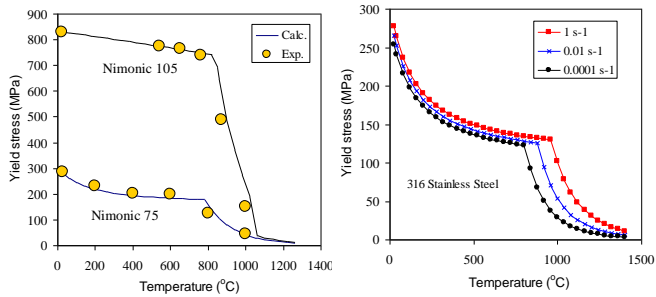 Yield stress (MPa)
900
800
700
600
500
400
300
200
100
0
Calc.
Exp.
Nimonic 105
Nimonic 75
0 200 400 600 800 1000 1200 1400
Temperature (°C)
Yield stress (MPa)
300
250
200
150
100
50
0
1 s-1
0.01 s-1
0.0001 s-1
316 Stainless Steel
0 500 1000 1500
Temperature (°C)